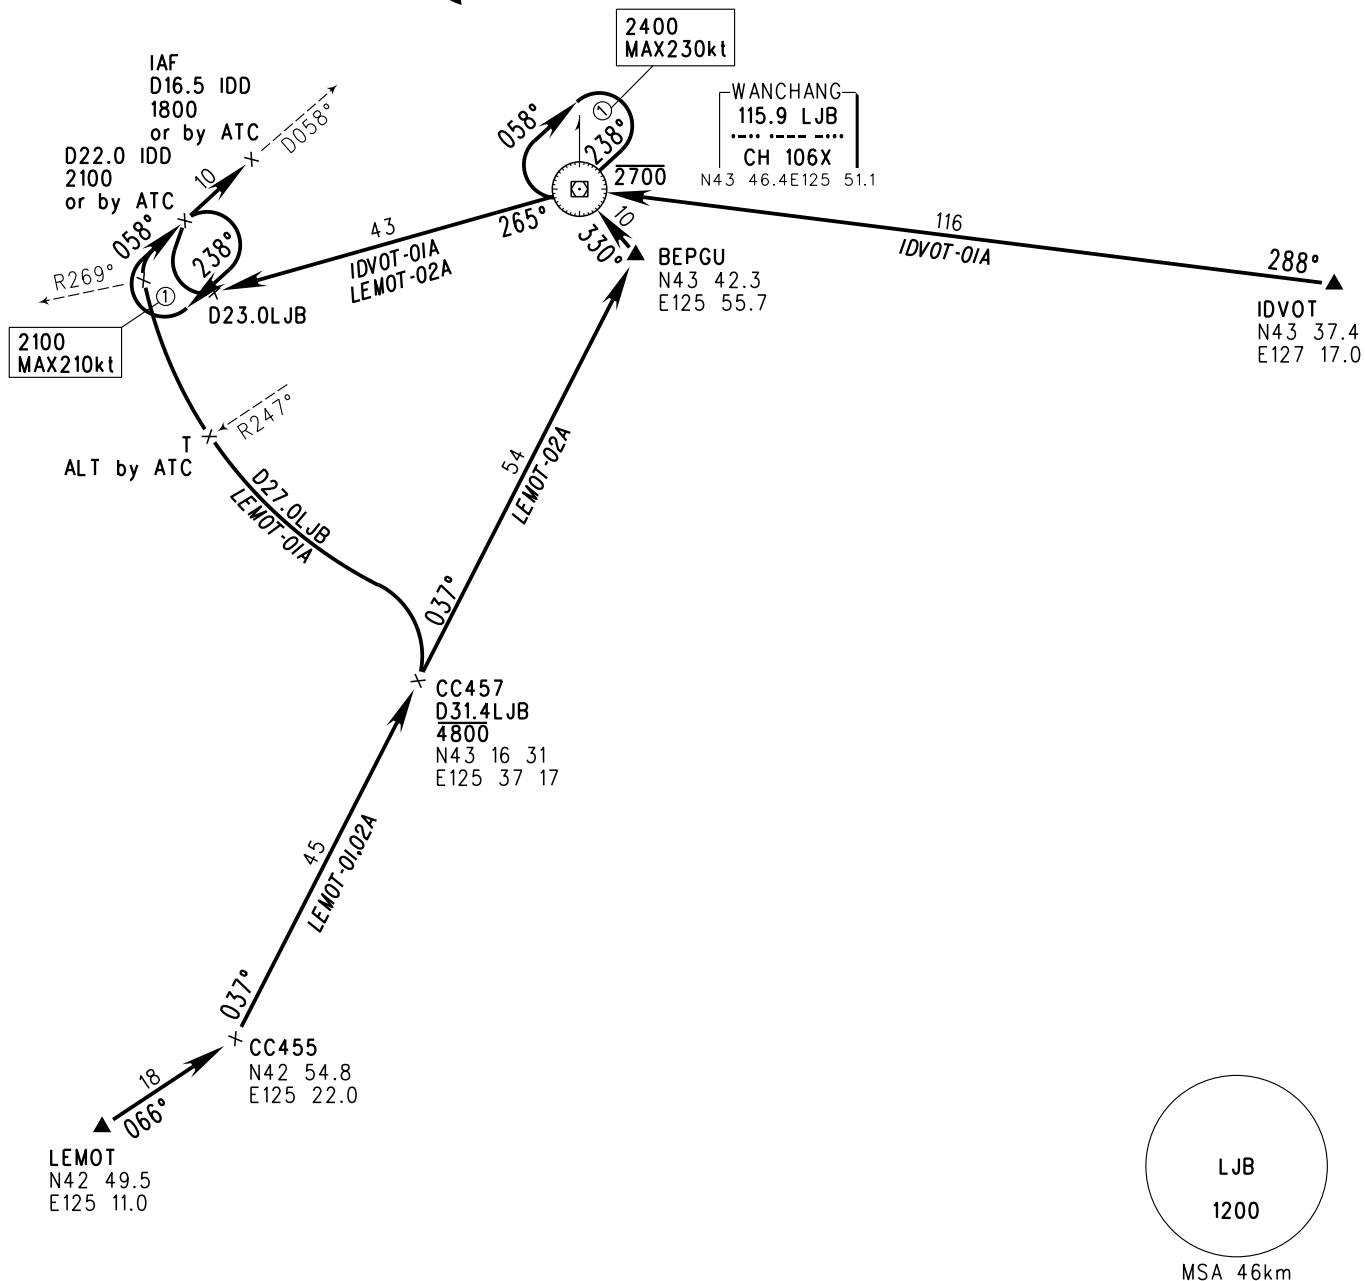 2400
MAX230kt
IAF
D16.5 IDD
1800
or by ATC
D058°
D22.0 IDD
2100
or by ATC
10
058°
238°
R269°
①
2100
MAX210kt
D23.0LJB
058°
①
238°
WANCHANG
115.9 LJB
·–·· ·––– –···
CH 106X
N43 46.4E125 51.1
2700
265°
43
IDVOT-01A
LEMOT-02A
10
330°
BEPGU
N43 42.3
E125 55.7
116
IDVOT-01A
288°
IDVOT
N43 37.4
E127 17.0
R247°
T
ALT by ATC
D27.0LJB
LEMOT-01A
54
LEMOT-02A
037°
CC457
D31.4LJB
4800
N43 16 31
E125 37 17
45
LEMOT-01,02A
037°
CC455
N42 54.8
E125 22.0
18
066°
LEMOT
N42 49.5
E125 11.0
LJB
1200
MSA 46km